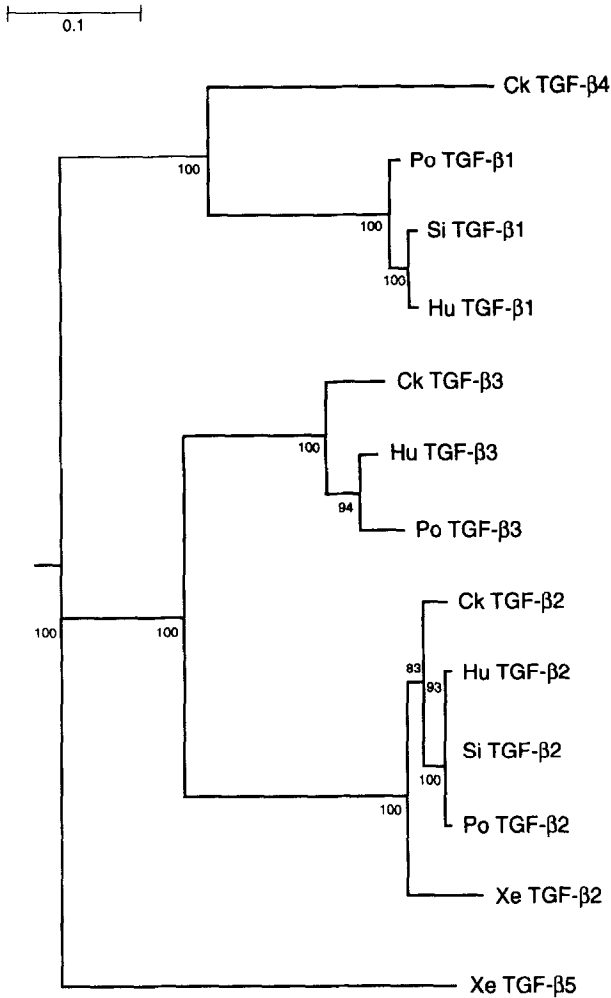 0.1
Ck TGF-β4
100
Po TGF-β1
100
Si TGF-β1
100
Hu TGF-β1
Ck TGF-β3
100
Hu TGF-β3
94
Po TGF-β3
Ck TGF-β2
100
100
83
Hu TGF-β2
93
Si TGF-β2
100
Po TGF-β2
100
Xe TGF-β2
Xe TGF-β5